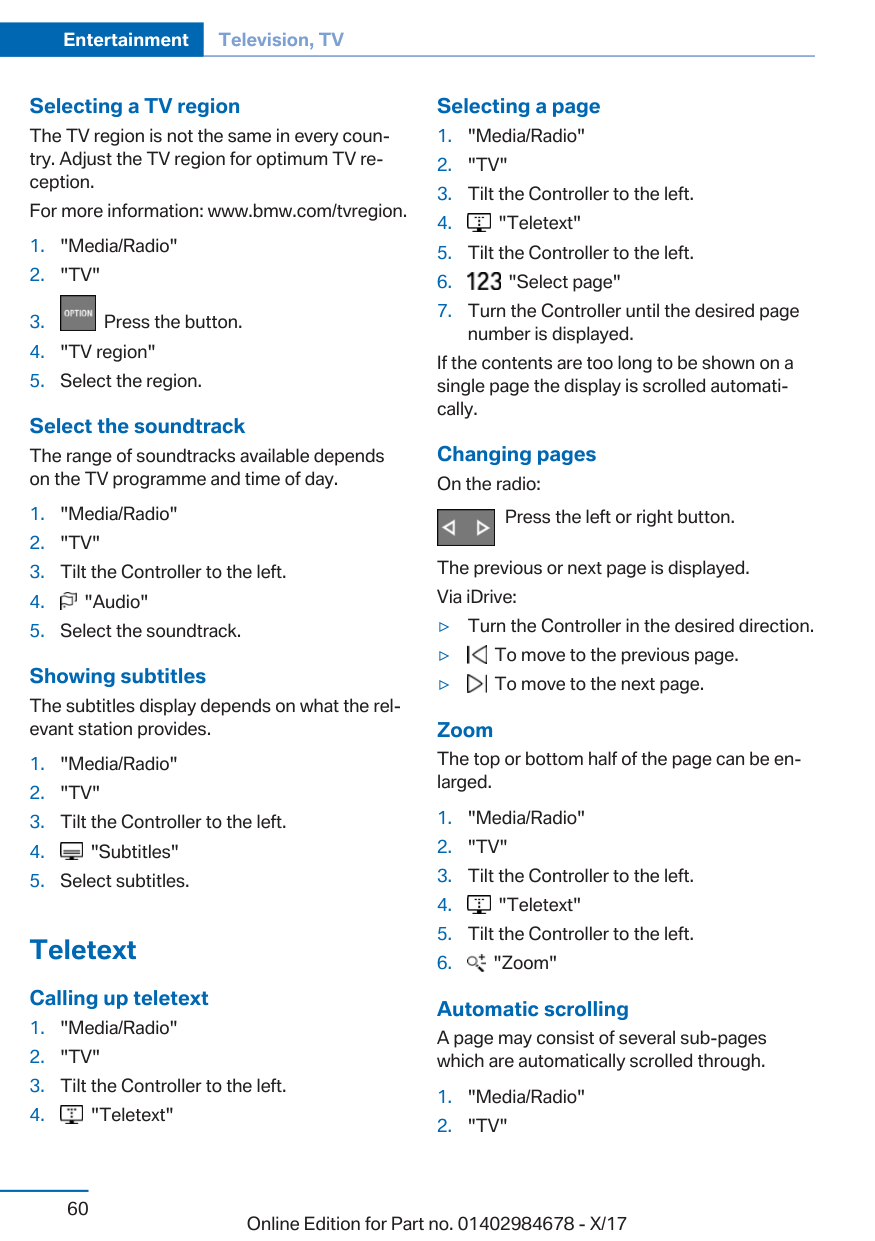 Entertainment Television, TV
Selecting a TV region
The TV region is not the same in every coun-
try. Adjust the TV region for optimum TV re-
ception.
For more information: www.bmw.com/tvregion.
1. "Media/Radio"
2. "TV"
3. OPTION Press the button.
4. "TV region"
5. Select the region.
Select the soundtrack
The range of soundtracks available depends
on the TV programme and time of day.
1. "Media/Radio"
2. "TV"
3. Tilt the Controller to the left.
4. "Audio"
5. Select the soundtrack.
Showing subtitles
The subtitles display depends on what the rel-
evant station provides.
1. "Media/Radio"
2. "TV"
3. Tilt the Controller to the left.
4. "Subtitles"
5. Select subtitles.
Teletext
Calling up teletext
1. "Media/Radio"
2. "TV"
3. Tilt the Controller to the left.
4. "Teletext"
Selecting a page
1. "Media/Radio"
2. "TV"
3. Tilt the Controller to the left.
4. "Teletext"
5. Tilt the Controller to the left.
6. 123 "Select page"
7. Turn the Controller until the desired page
number is displayed.
If the contents are too long to be shown on a
single page the display is scrolled automati-
cally.
Changing pages
On the radio:
Press the left or right button.
The previous or next page is displayed.
Via iDrive:
▷ Turn the Controller in the desired direction.
▷ To move to the previous page.
▷ To move to the next page.
Zoom
The top or bottom half of the page can be en-
larged.
1. "Media/Radio"
2. "TV"
3. Tilt the Controller to the left.
4. "Teletext"
5. Tilt the Controller to the left.
6. "Zoom"
Automatic scrolling
A page may consist of several sub-pages
which are automatically scrolled through.
1. "Media/Radio"
2. "TV"
60
Online Edition for Part no. 01402984678 - X/17